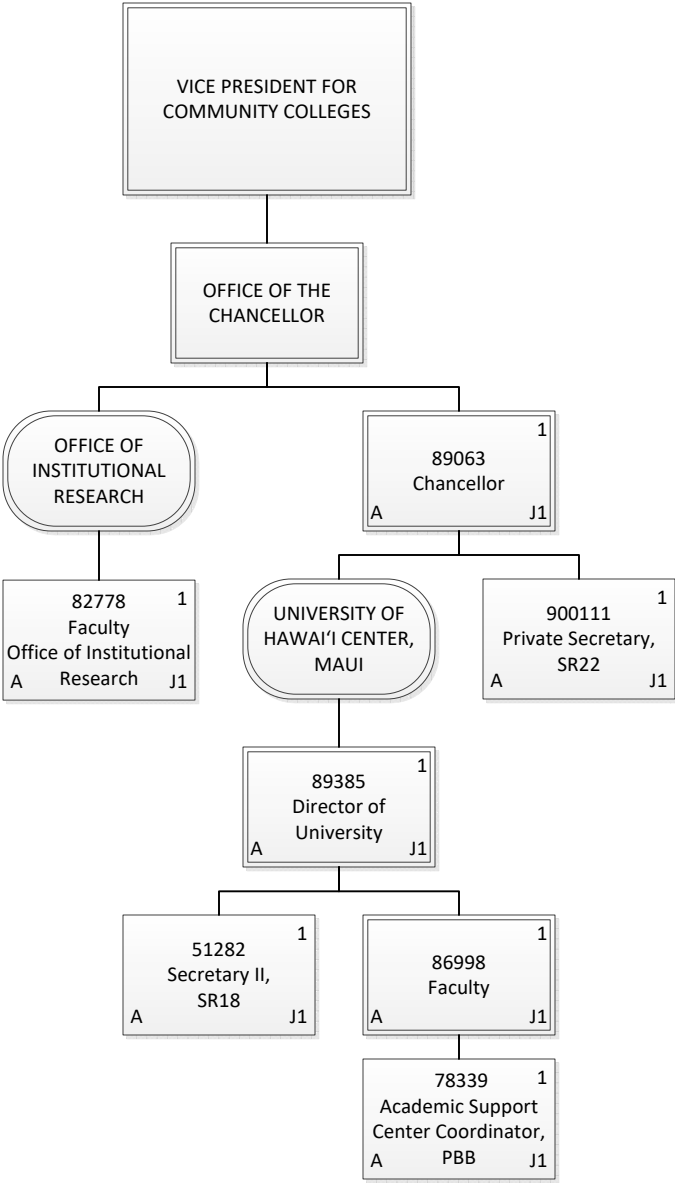 VICE PRESIDENT FOR
COMMUNITY COLLEGES
OFFICE OF THE
CHANCELLOR
OFFICE OF
INSTITUTIONAL
RESEARCH
1
89063
Chancellor
A J1
82778 1
Faculty
Office of Institutional
Research
A J1
UNIVERSITY OF
HAWAIʻI CENTER,
MAUI
900111 1
Private Secretary,
SR22
A J1
1
89385
Director of
University
A J1
1
51282
Secretary II,
SR18
A J1
1
86998
Faculty
A J1
78339 1
Academic Support
Center Coordinator,
PBB
A J1